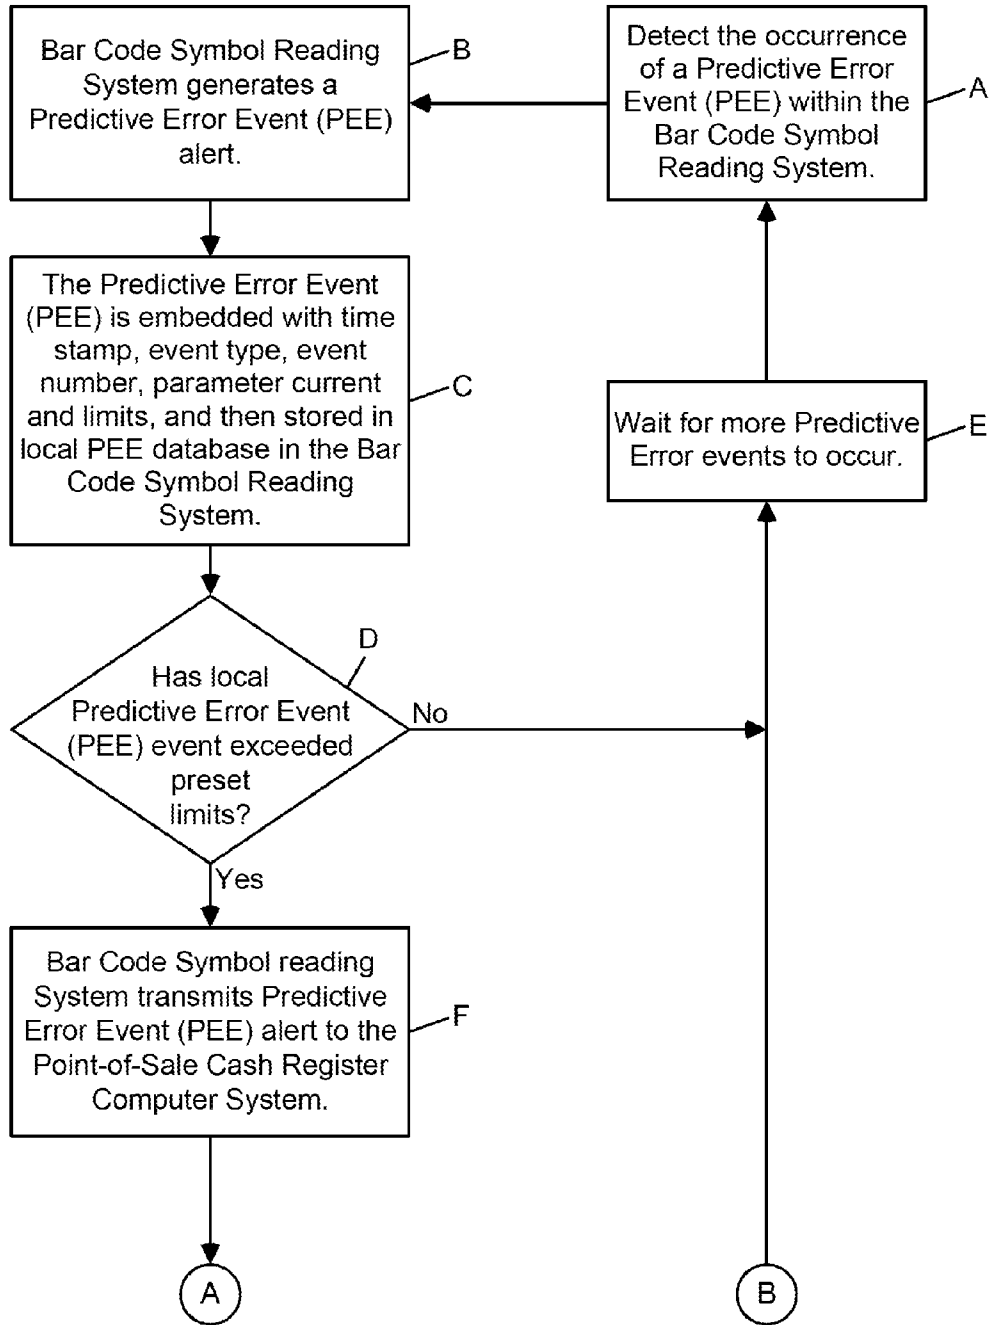 Bar Code Symbol Reading
System generates a
Predictive Error Event (PEE)
alert.
B
Detect the occurrence
of a Predictive Error
Event (PEE) within the
Bar Code Symbol
Reading System.
A
The Predictive Error Event
(PEE) is embedded with time
stamp, event type, event
number, parameter current
and limits, and then stored in
local PEE database in the Bar
Code Symbol Reading
System.
C
Wait for more Predictive
Error events to occur.
E
D
Has local
Predictive Error Event
(PEE) event exceeded
preset
limits?
No
Yes
Bar Code Symbol reading
System transmits Predictive
Error Event (PEE) alert to the
Point-of-Sale Cash Register
Computer System.
F
A
B